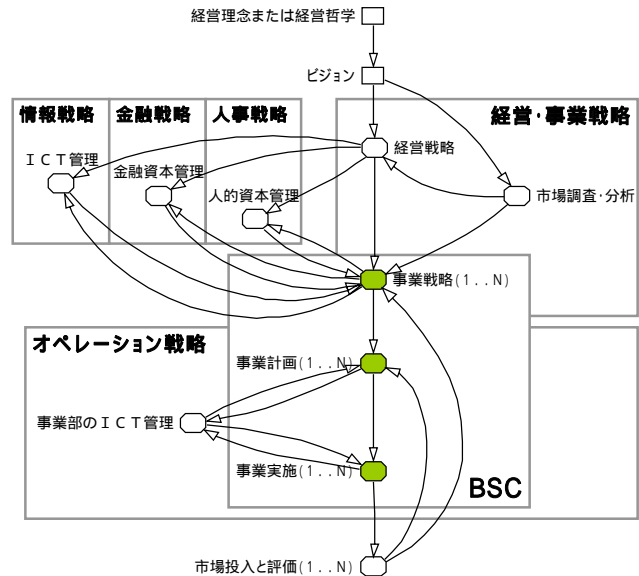 経営理念または経営哲学
ビジョン
情報戦略
金融戦略
人事戦略
経営・事業戦略
経営戦略
ＩＣＴ管理
金融資本管理
人的資本管理
市場調査・分析
事業戦略(1..N)
オペレーション戦略
事業計画(1..N)
事業部のＩＣＴ管理
事業実施(1..N)
BSC
市場投入と評価(1..N)